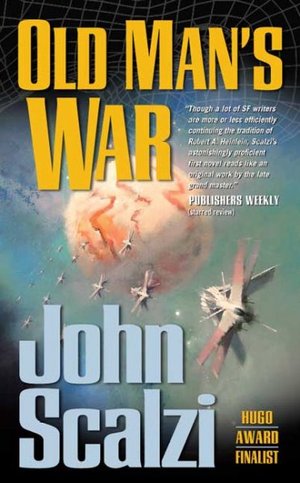 OLD MAN'S
WAR
"Though a lot of SF writers
are more or less efficiently
continuing the tradition of
Robert A. Heinlein, Scalzi's
astonishingly proficient
first novel reads like an
original work by the late
grand master."
PUBLISHERS WEEKLY
(starred review)
John
Scalzi
HUGO
AWARD
FINALIST